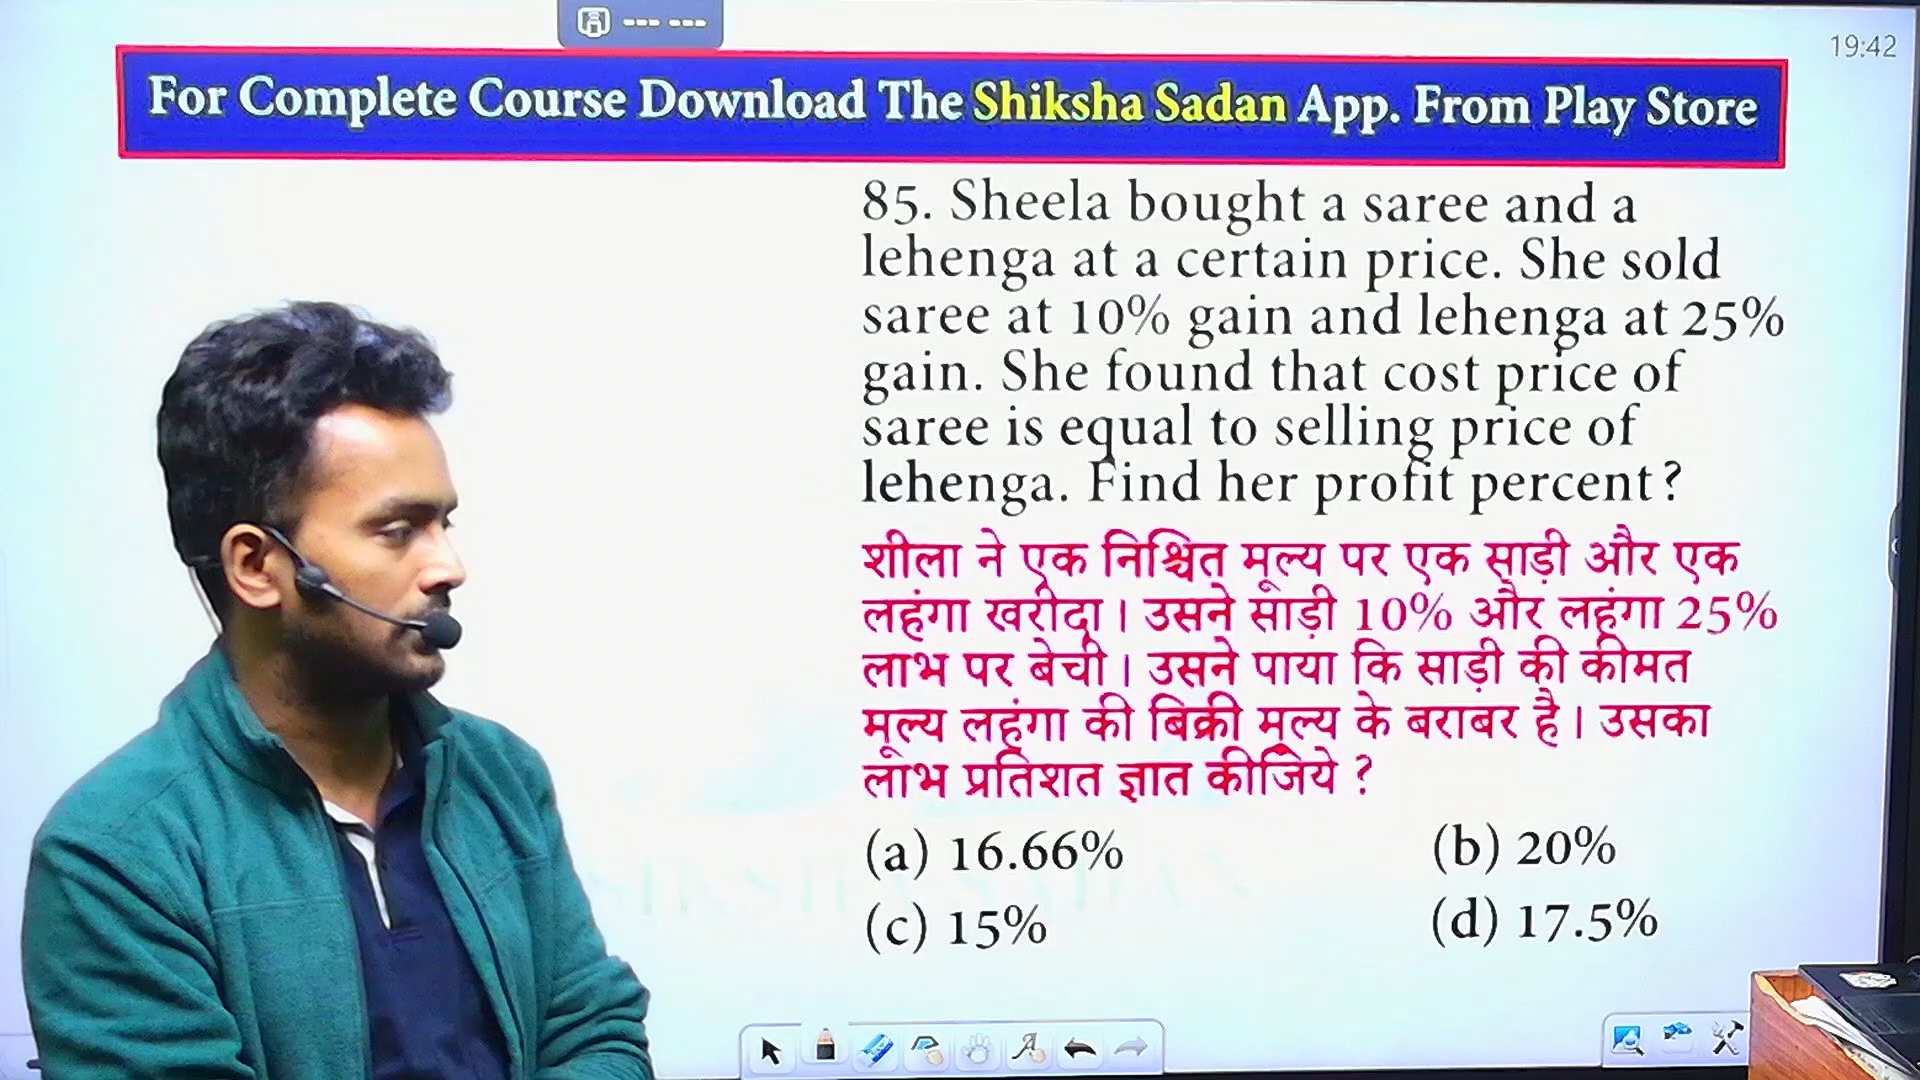 19:42
For Complete Course Download The Shiksha Sadan App. From Play Store
85. Sheela bought a saree and a
lehenga at a certain price. She sold
saree at 10% gain and lehenga at 25%
gain. She found that cost price of
saree is equal to selling price of
lehenga. Find her profit percent?
शीला ने एक निश्चित मूल्य पर एक साड़ी और एक
लहंगा खरीदा। उसने साड़ी 10% और लहंगा 25%
लाभ पर बेची। उसने पाया कि साड़ी की कीमत
मूल्य लहंगा की बिक्री मूल्य के बराबर है। उसका
लाभ प्रतिशत ज्ञात कीजिये ?
(a) 16.66% (b) 20%
(c) 15% (d) 17.5%